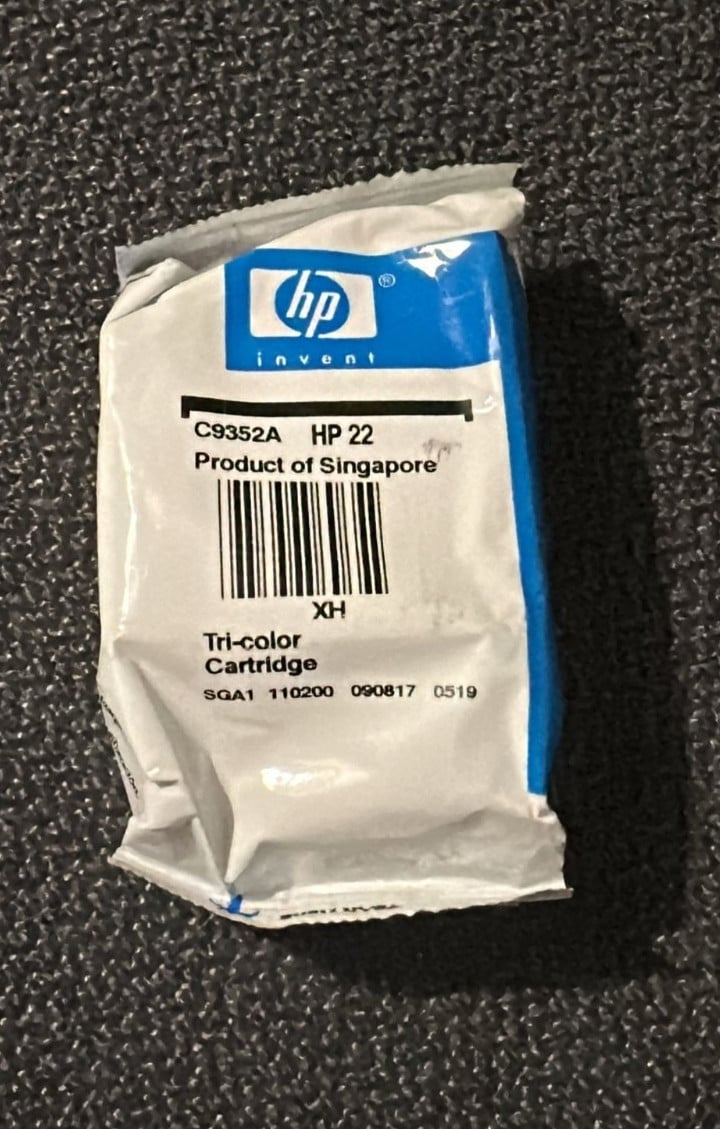 hp®
invent
C9352A HP 22
Product of Singapore
XH
Tri-color
Cartridge
SGA1 110200 090817 0519